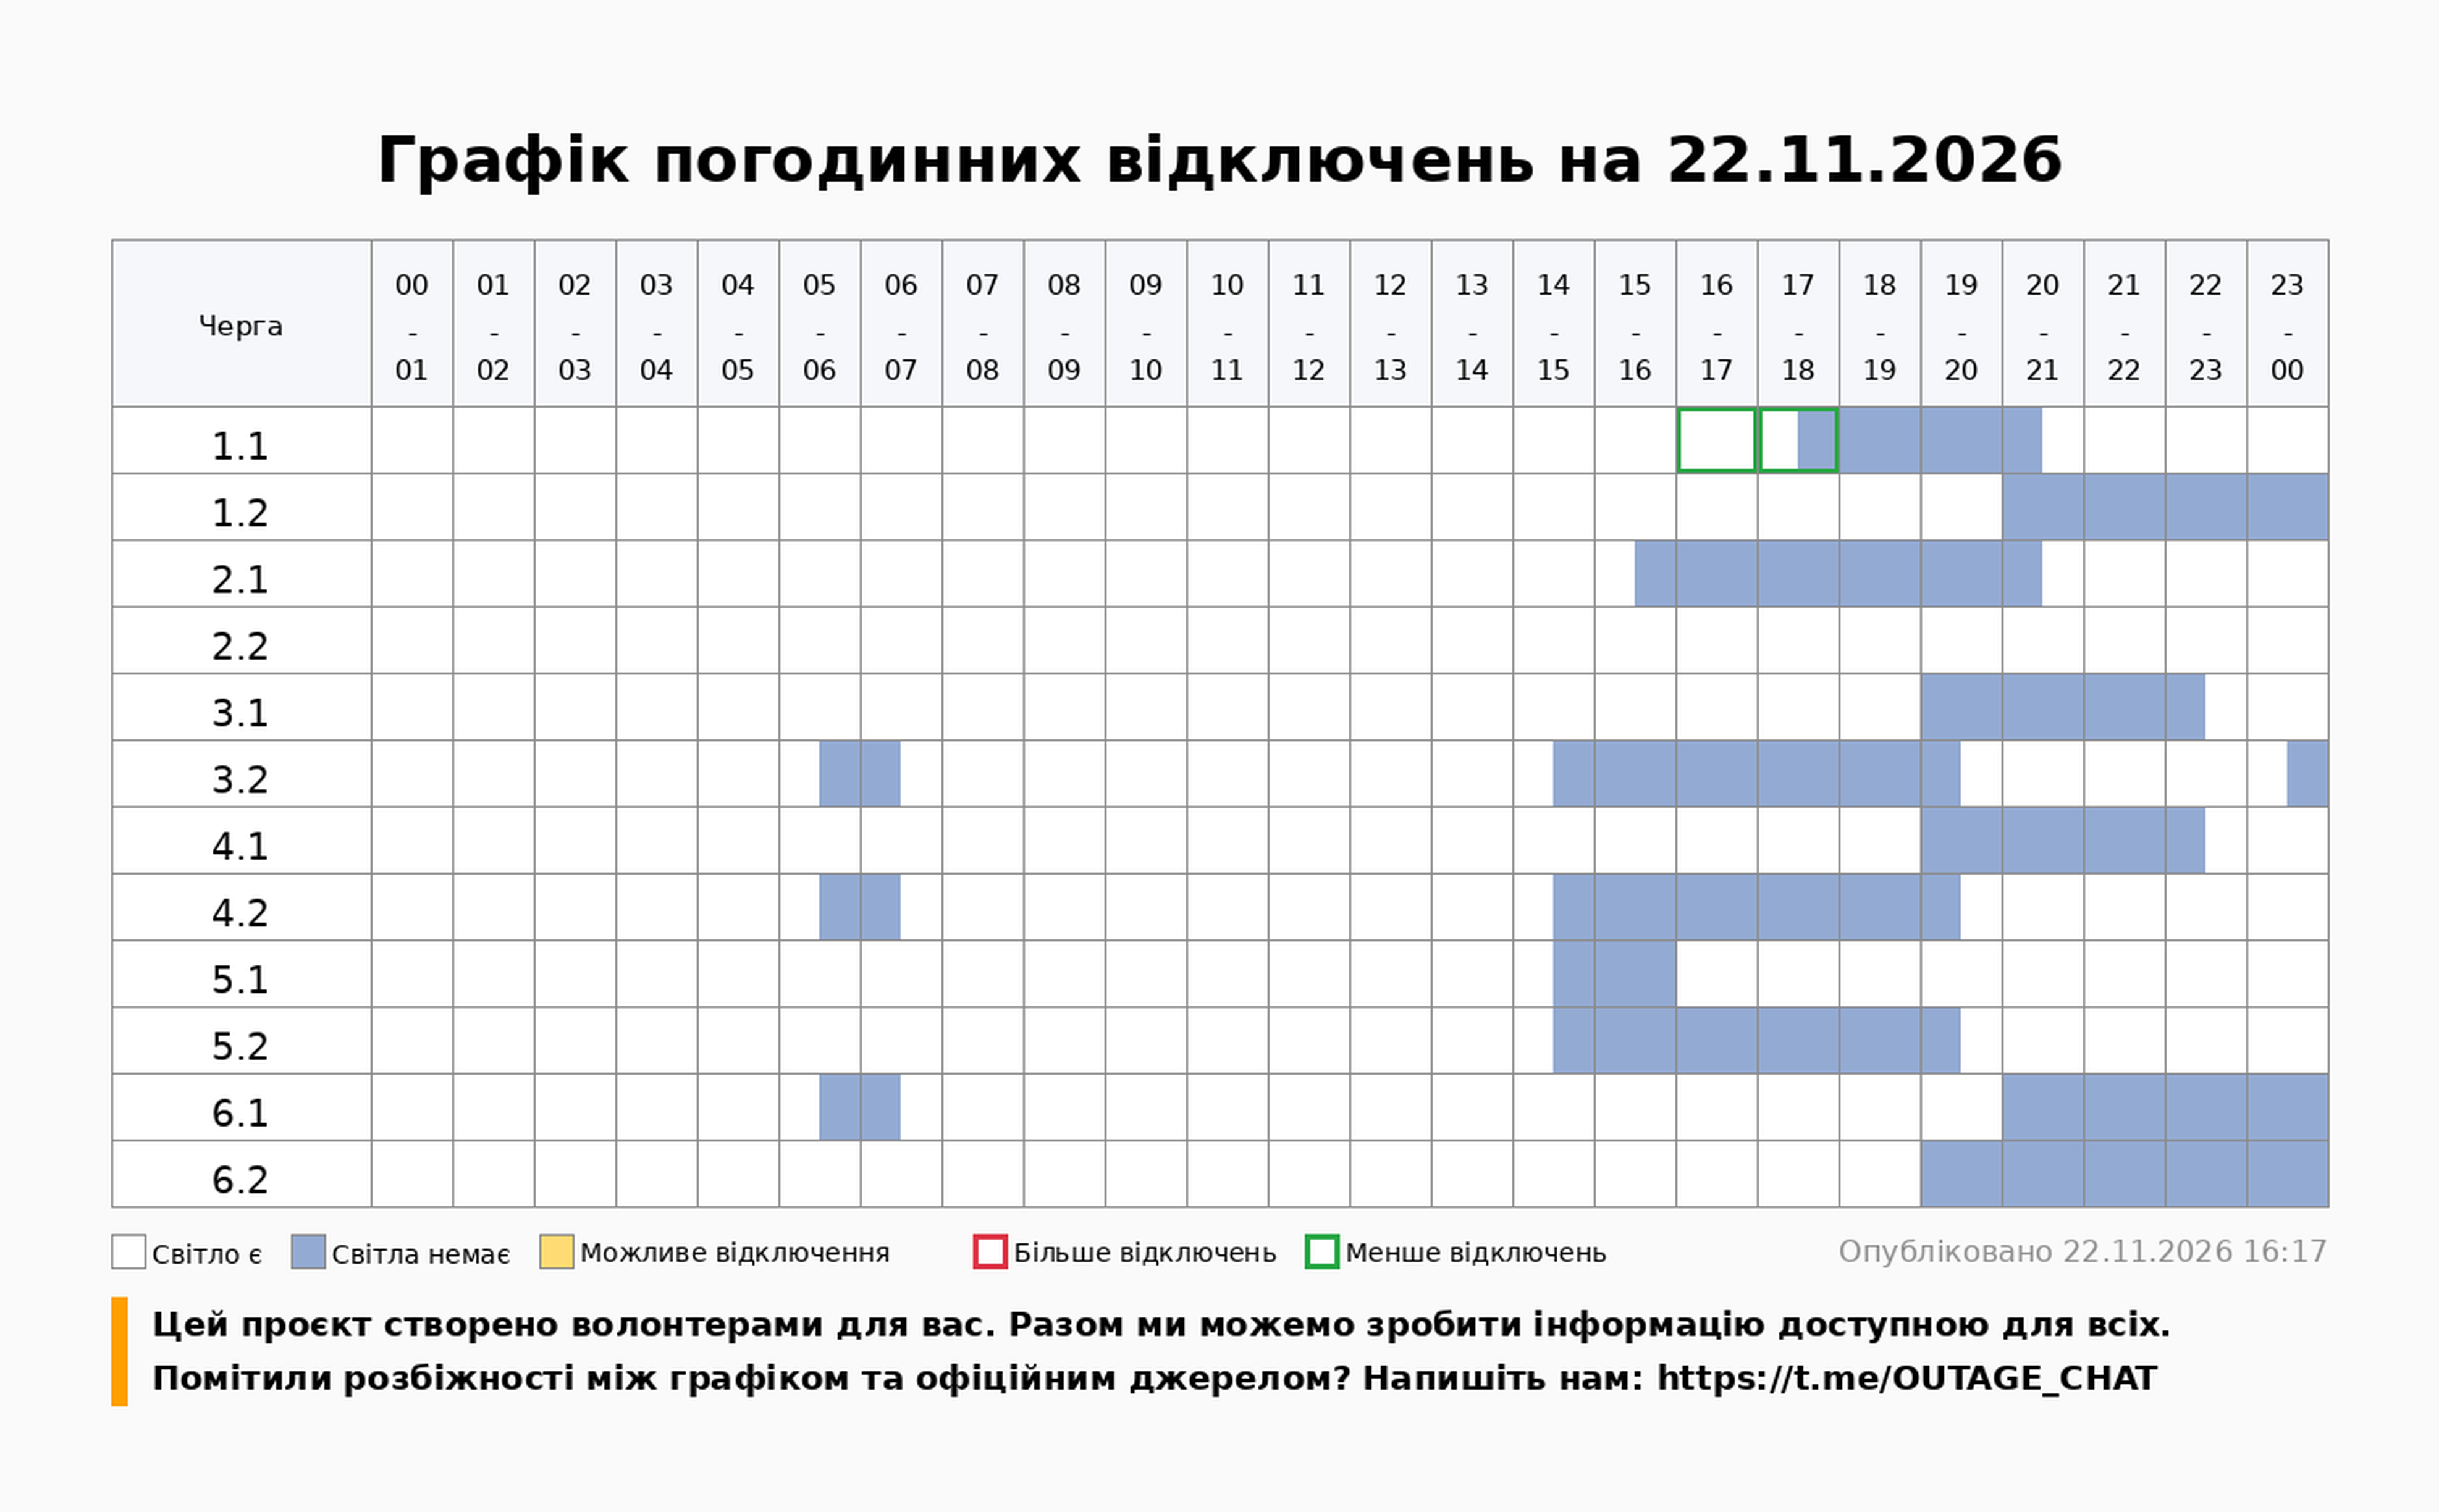 Графік погодинних відключень на 22.11.2026
Черга 00 - 01 01 - 02 02 - 03 03 - 04 04 - 05 05 - 06 06 - 07 07 - 08 08 - 09 09 - 10 10 - 11 11 - 12 12 - 13 13 - 14 14 - 15 15 - 16 16 - 17 17 - 18 18 - 19 19 - 20 20 - 21 21 - 22 22 - 23 23 - 00
1.1
1.2
2.1
2.2
3.1
3.2
4.1
4.2
5.1
5.2
6.1
6.2
Світло є Світла немає Можливе відключення Більше відключень Менше відключень Опубліковано 22.11.2026 16:17
Цей проєкт створено волонтерами для вас. Разом ми можемо зробити інформацію доступною для всіх.
Помітили розбіжності між графіком та офіційним джерелом? Напишіть нам: https://t.me/OUTAGE_CHAT